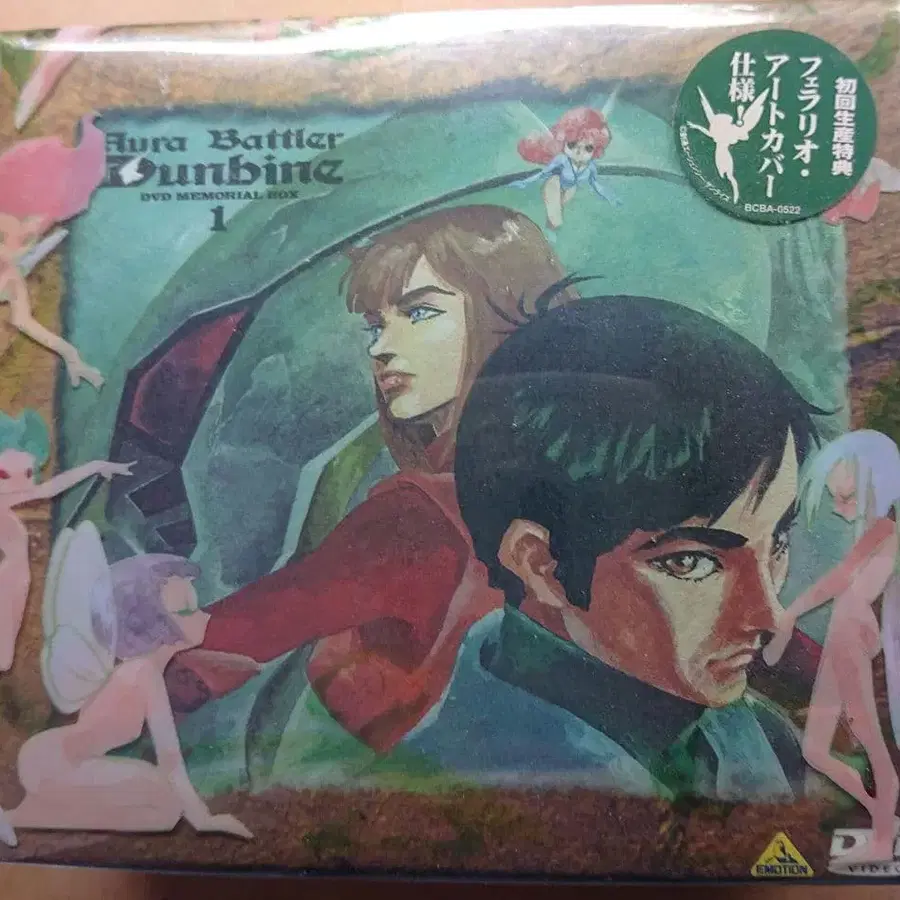 Aura Battler
Dunbine
DVD MEMORIAL BOX
1
初回生産特典
フェラリオ・
アートカバー
仕様!
BCBA-0522
EMOTION
VIDEO